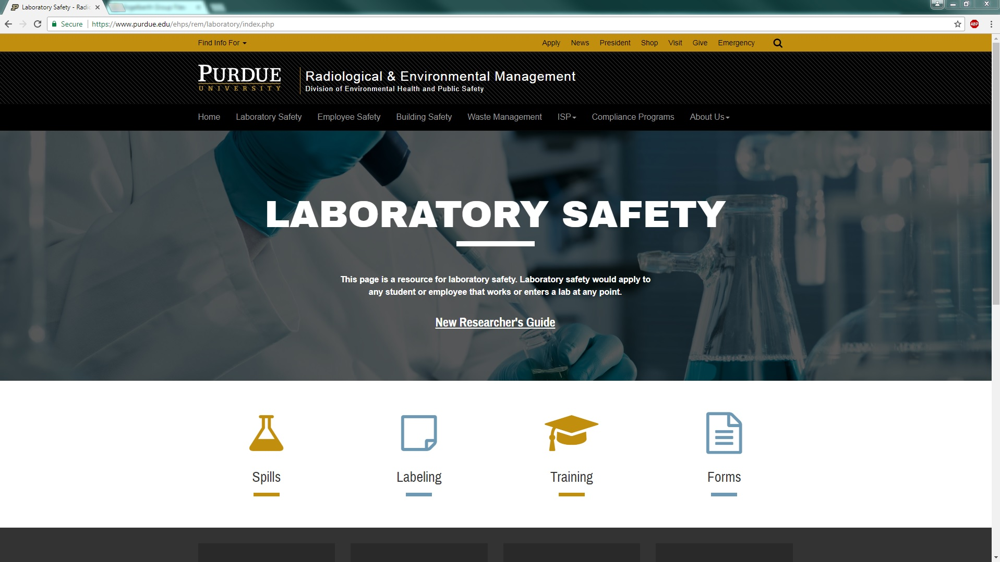 Laboratory Safety - Radi
Secure
https://www.purdue.edu/ehps/rem/laboratory/index.php
ABP
Find Info For
Apply News President Shop Visit Give Emergency
PURDUE
UNIVERSITY
Radiological & Environmental Management
Division of Environmental Health and Public Safety
Home Laboratory Safety Employee Safety Building Safety Waste Management ISP Compliance Programs About Us
LABORATORY SAFETY
This page is a resource for laboratory safety. Laboratory safety would apply to
any student or employee that works or enters a lab at any point.
New Researcher's Guide
Spills Labeling Training Forms